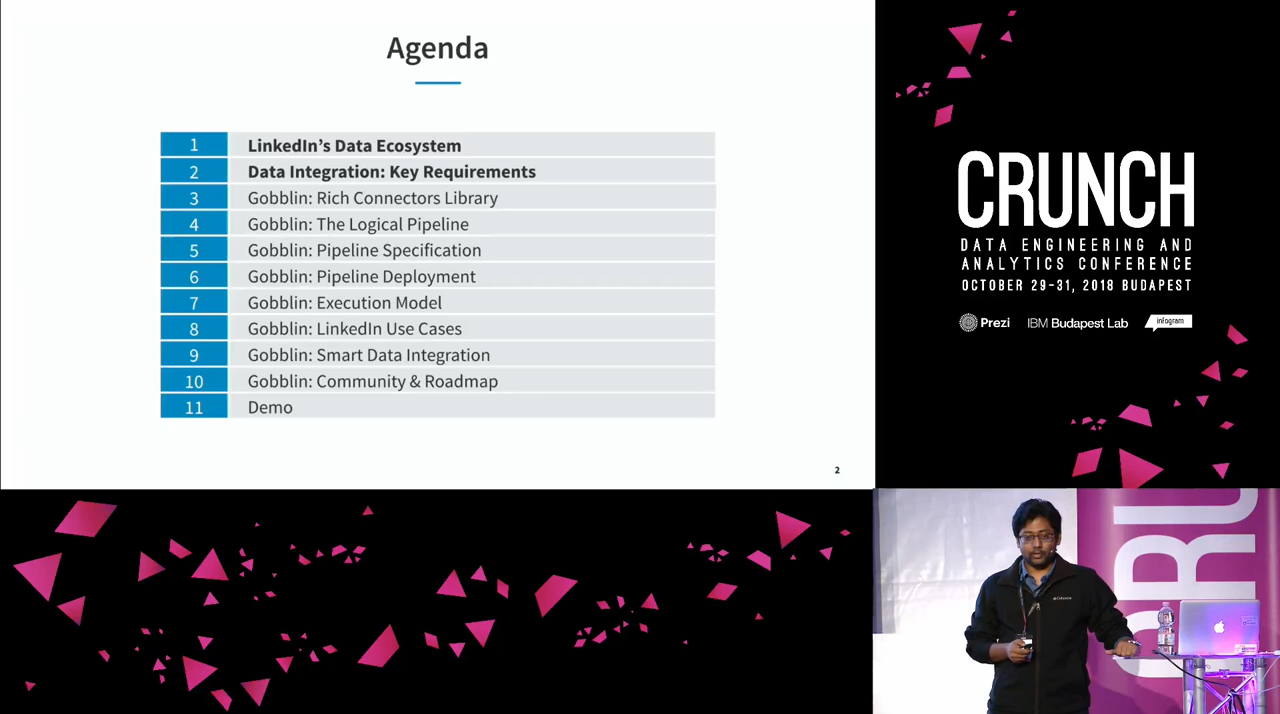 Agenda
1 LinkedIn’s Data Ecosystem
2 Data Integration: Key Requirements
3 Gobblin: Rich Connectors Library
4 Gobblin: The Logical Pipeline
5 Gobblin: Pipeline Specification
6 Gobblin: Pipeline Deployment
7 Gobblin: Execution Model
8 Gobblin: LinkedIn Use Cases
9 Gobblin: Smart Data Integration
10 Gobblin: Community & Roadmap
11 Demo
2
CRUNCH
DATA ENGINEERING AND
ANALYTICS CONFERENCE
OCTOBER 29-31, 2018 BUDAPEST
Prezi IBM Budapest Lab infogram
CRU
Columbia